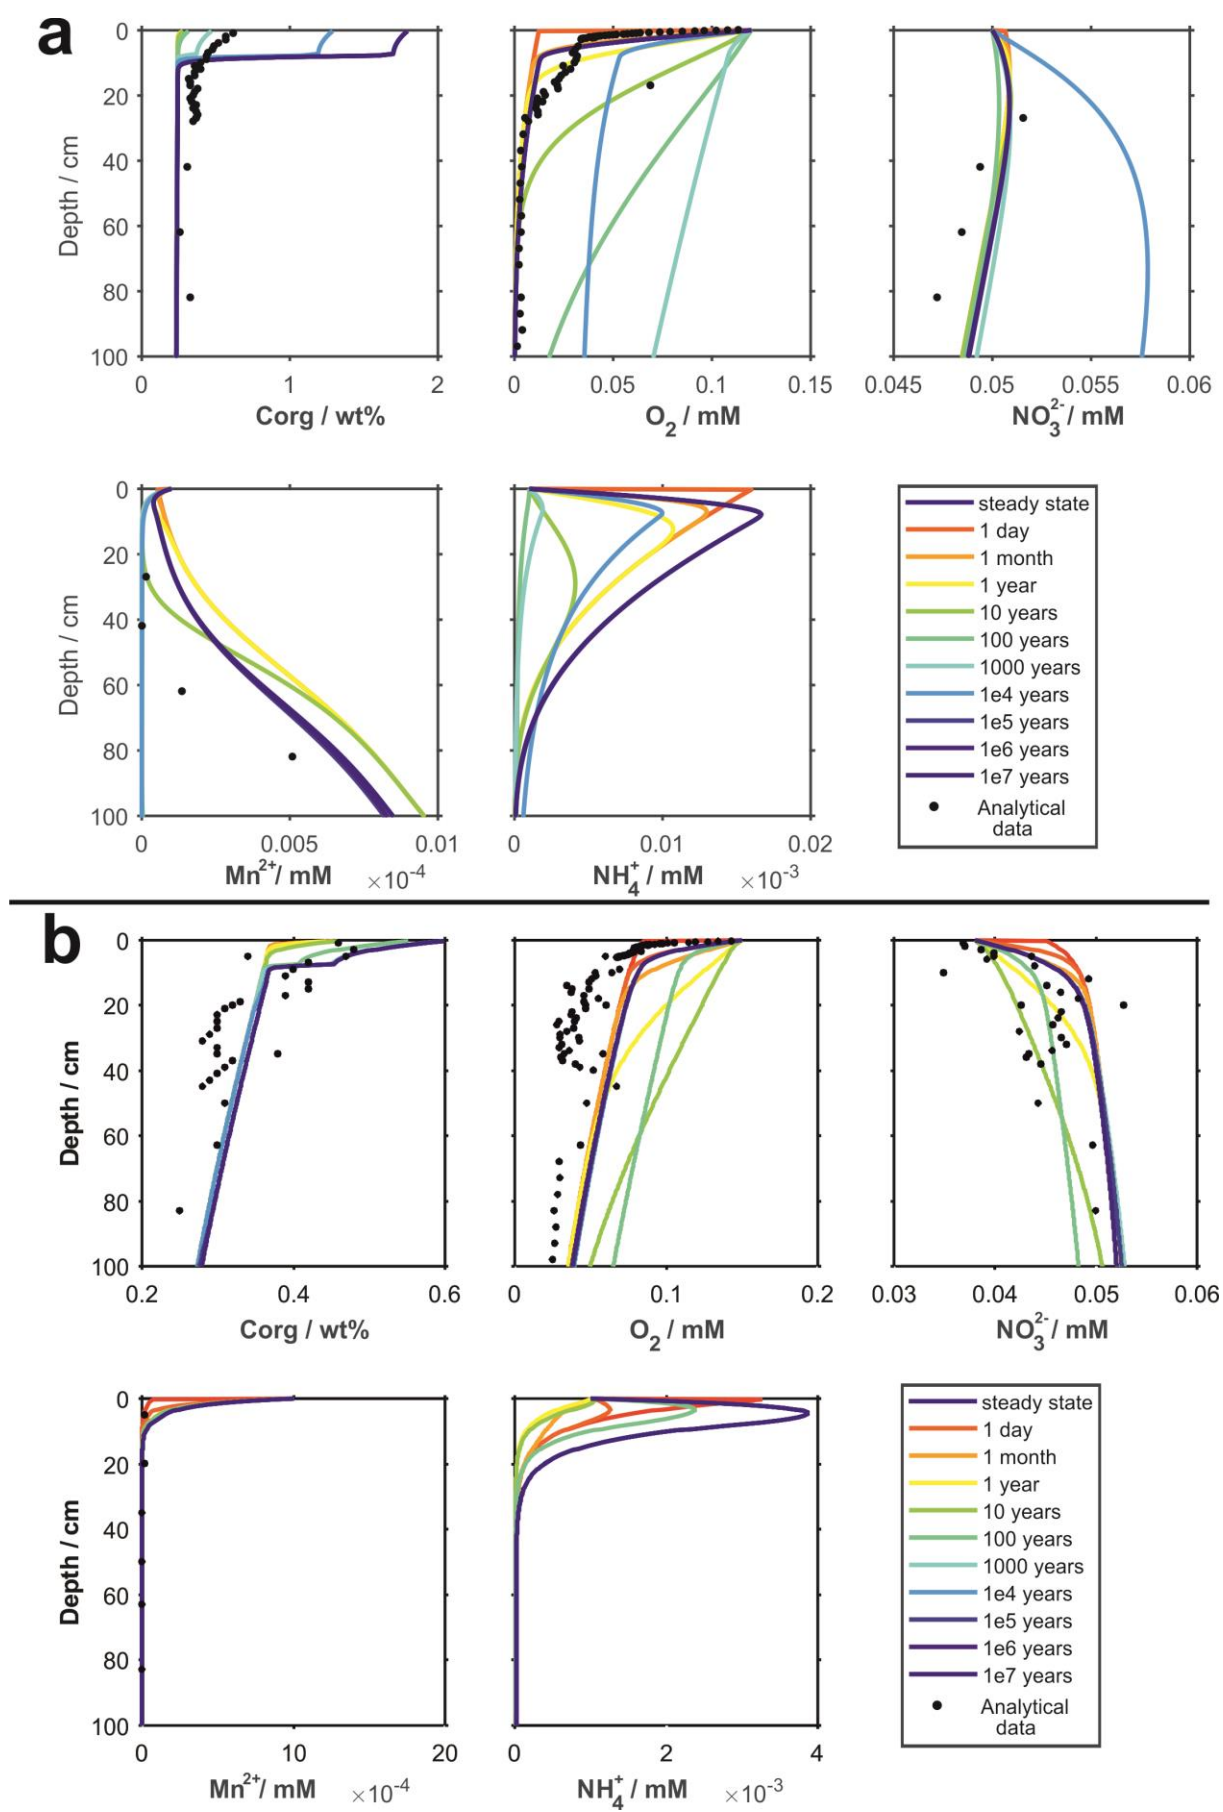 a
0
20
40
60
80
100
Depth / cm
0 1 2
Corg / wt%
0 0.05 0.1 0.15
O2 / mM
0.045 0.05 0.055 0.06
NO3^2- / mM
0
20
40
60
80
100
Depth / cm
0 0.005 0.01
Mn^2+/ mM ×10^-4
0 0.01 0.02
NH4^+ / mM ×10^-3
steady state
1 day
1 month
1 year
10 years
100 years
1000 years
1e4 years
1e5 years
1e6 years
1e7 years
Analytical
data
b
0
20
40
60
80
100
Depth / cm
0.2 0.4 0.6
Corg / wt%
0 0.1 0.2
O2 / mM
0.03 0.04 0.05 0.06
NO3^2- / mM
0
20
40
60
80
100
Depth / cm
0 10 20
Mn^2+/ mM ×10^-4
0 2 4
NH4^+ / mM ×10^-3
steady state
1 day
1 month
1 year
10 years
100 years
1000 years
1e4 years
1e5 years
1e6 years
1e7 years
Analytical
data